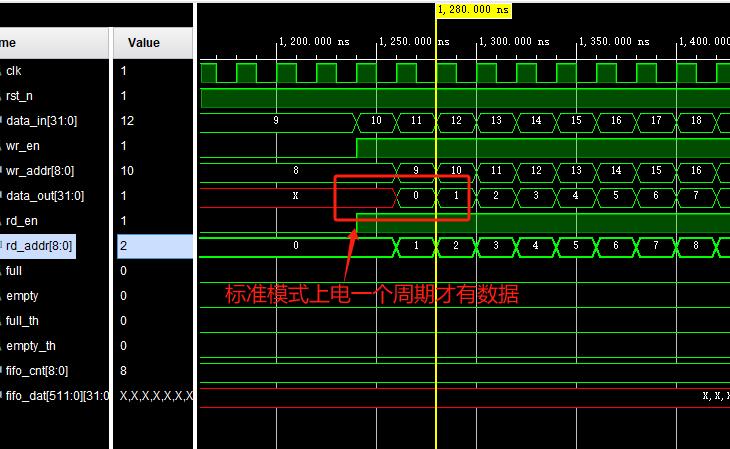 1,280.000 ns
me Value
1,200.000 ns 1,250.000 ns 1,300.000 ns 1,350.000 ns 1,400.
clk 1
rst_n 1
data_in[31:0] 12 9 10 11 12 13 14 15 16 17 18
wr_en 1
wr_addr[8:0] 10 8 9 10 11 12 13 14 15 16
data_out[31:0] 1 X 0 1 2 3 4 5 6 7
rd_en 1
rd_addr[8:0] 2 0 1 2 3 4 5 6 7 8
标准模式上电一个周期才有数据
full 0
empty 0
full_th 0
empty_th 0
fifo_cnt[8:0] 8
fifo_dat[511:0][31:0 X,X,X,X,X,X,X X,X,